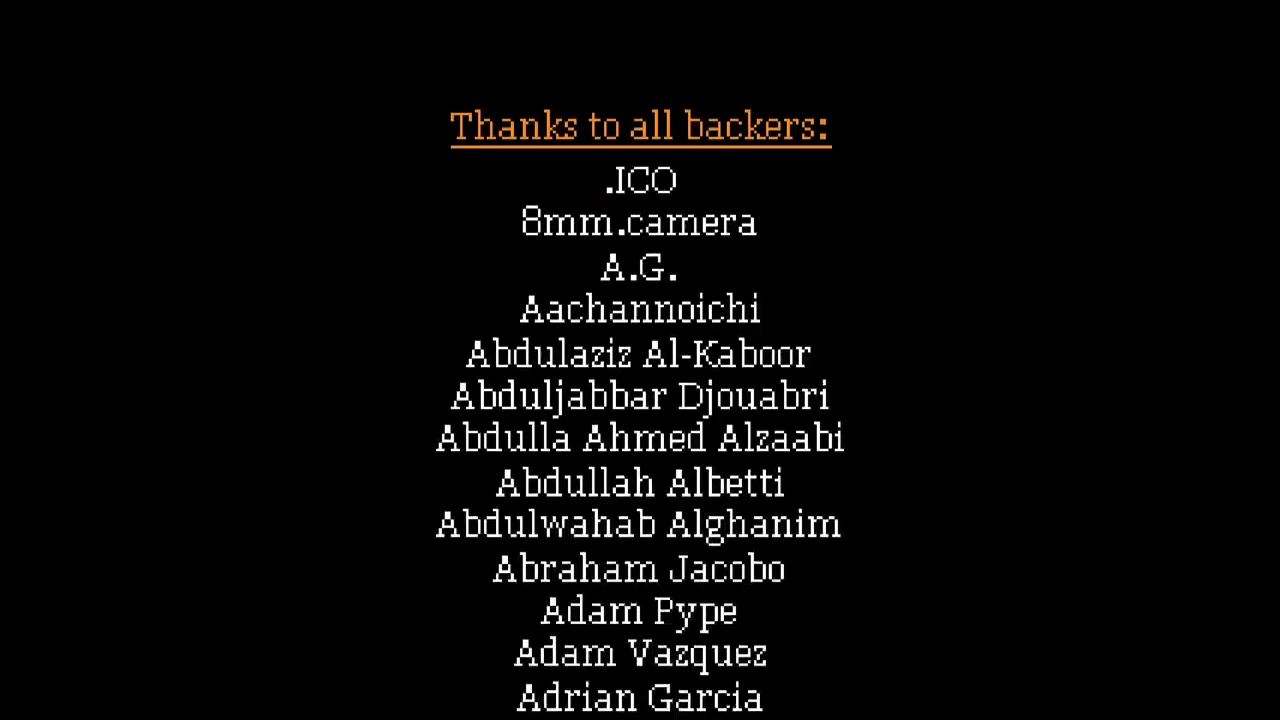 Thanks to all backers:
.ICO
8mm.camera
A.G.
Aachannoichi
Abdulaziz Al-Kaboor
Abduljabbar Djouabri
Abdulla Ahmed Alzaabi
Abdullah Albetti
Abdulwahab Alghanim
Abraham Jacobo
Adam Pype
Adam Vazquez
Adrian Garcia